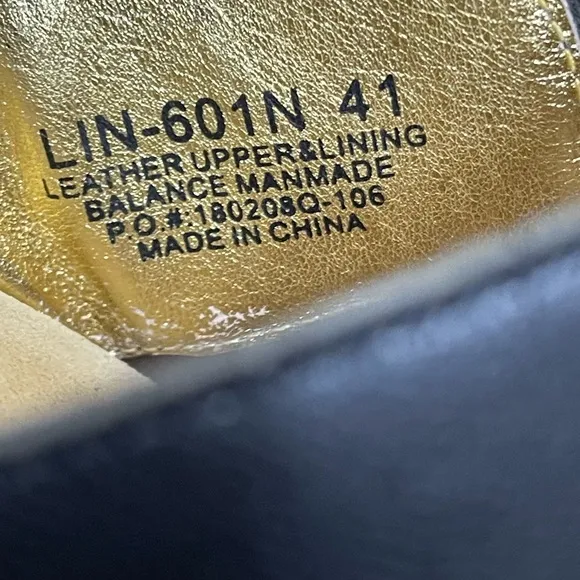 LIN-601N 41
LEATHER UPPER&LINING
BALANCE MANMADE
P.O.#:180208Q-106
MADE IN CHINA